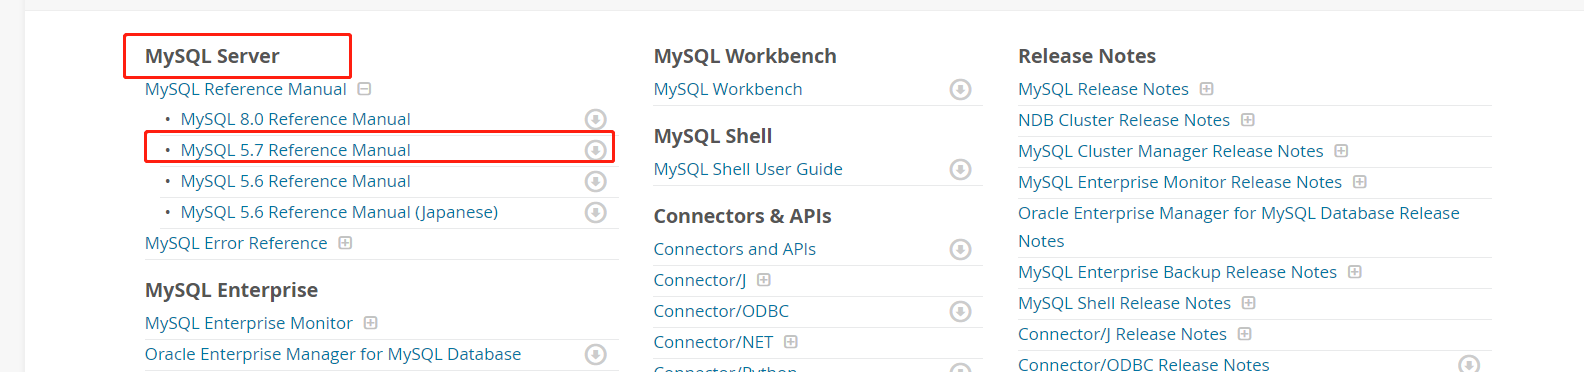 MySQL Server
MySQL Reference Manual
• MySQL 8.0 Reference Manual
• MySQL 5.7 Reference Manual
• MySQL 5.6 Reference Manual
• MySQL 5.6 Reference Manual (Japanese)
MySQL Error Reference
MySQL Enterprise
MySQL Enterprise Monitor
Oracle Enterprise Manager for MySQL Database
MySQL Workbench
MySQL Workbench
MySQL Shell
MySQL Shell User Guide
Connectors & APIs
Connectors and APIs
Connector/J
Connector/ODBC
Connector/NET
Connector/Python
Release Notes
MySQL Release Notes
NDB Cluster Release Notes
MySQL Cluster Manager Release Notes
MySQL Enterprise Monitor Release Notes
Oracle Enterprise Manager for MySQL Database Release
Notes
MySQL Enterprise Backup Release Notes
MySQL Shell Release Notes
Connector/J Release Notes
Connector/ODBC Release Notes